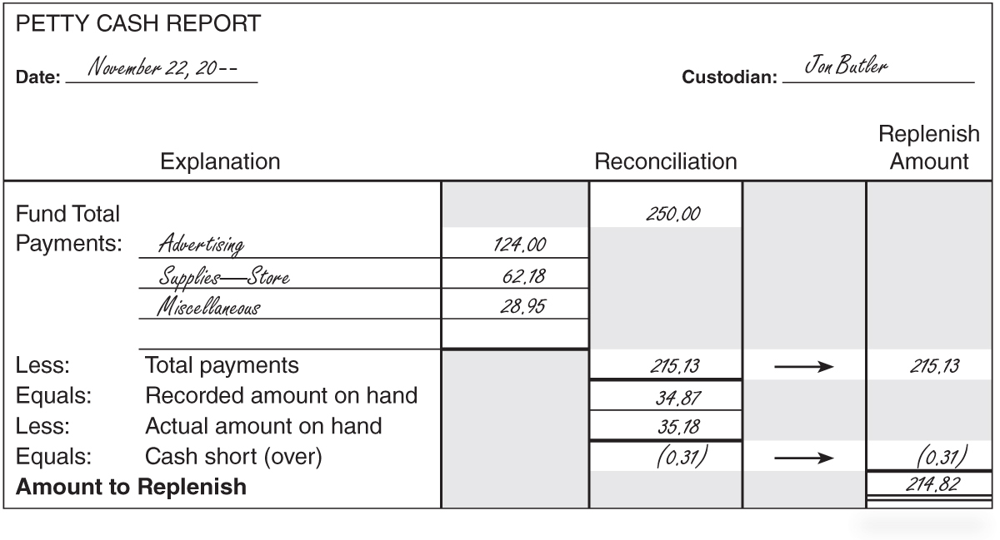 PETTY CASH REPORT
Date: November 22, 20--
Custodian: Jon Butler
Explanation
Reconciliation
Replenish
Amount
Fund Total 250.00
Payments: Advertising 124.00
Supplies—Store 62.18
Miscellaneous 28.95
Less: Total payments 215.13 → 215.13
Equals: Recorded amount on hand 34.87
Less: Actual amount on hand 35.18
Equals: Cash short (over) (0.31) → (0.31)
Amount to Replenish 214.82